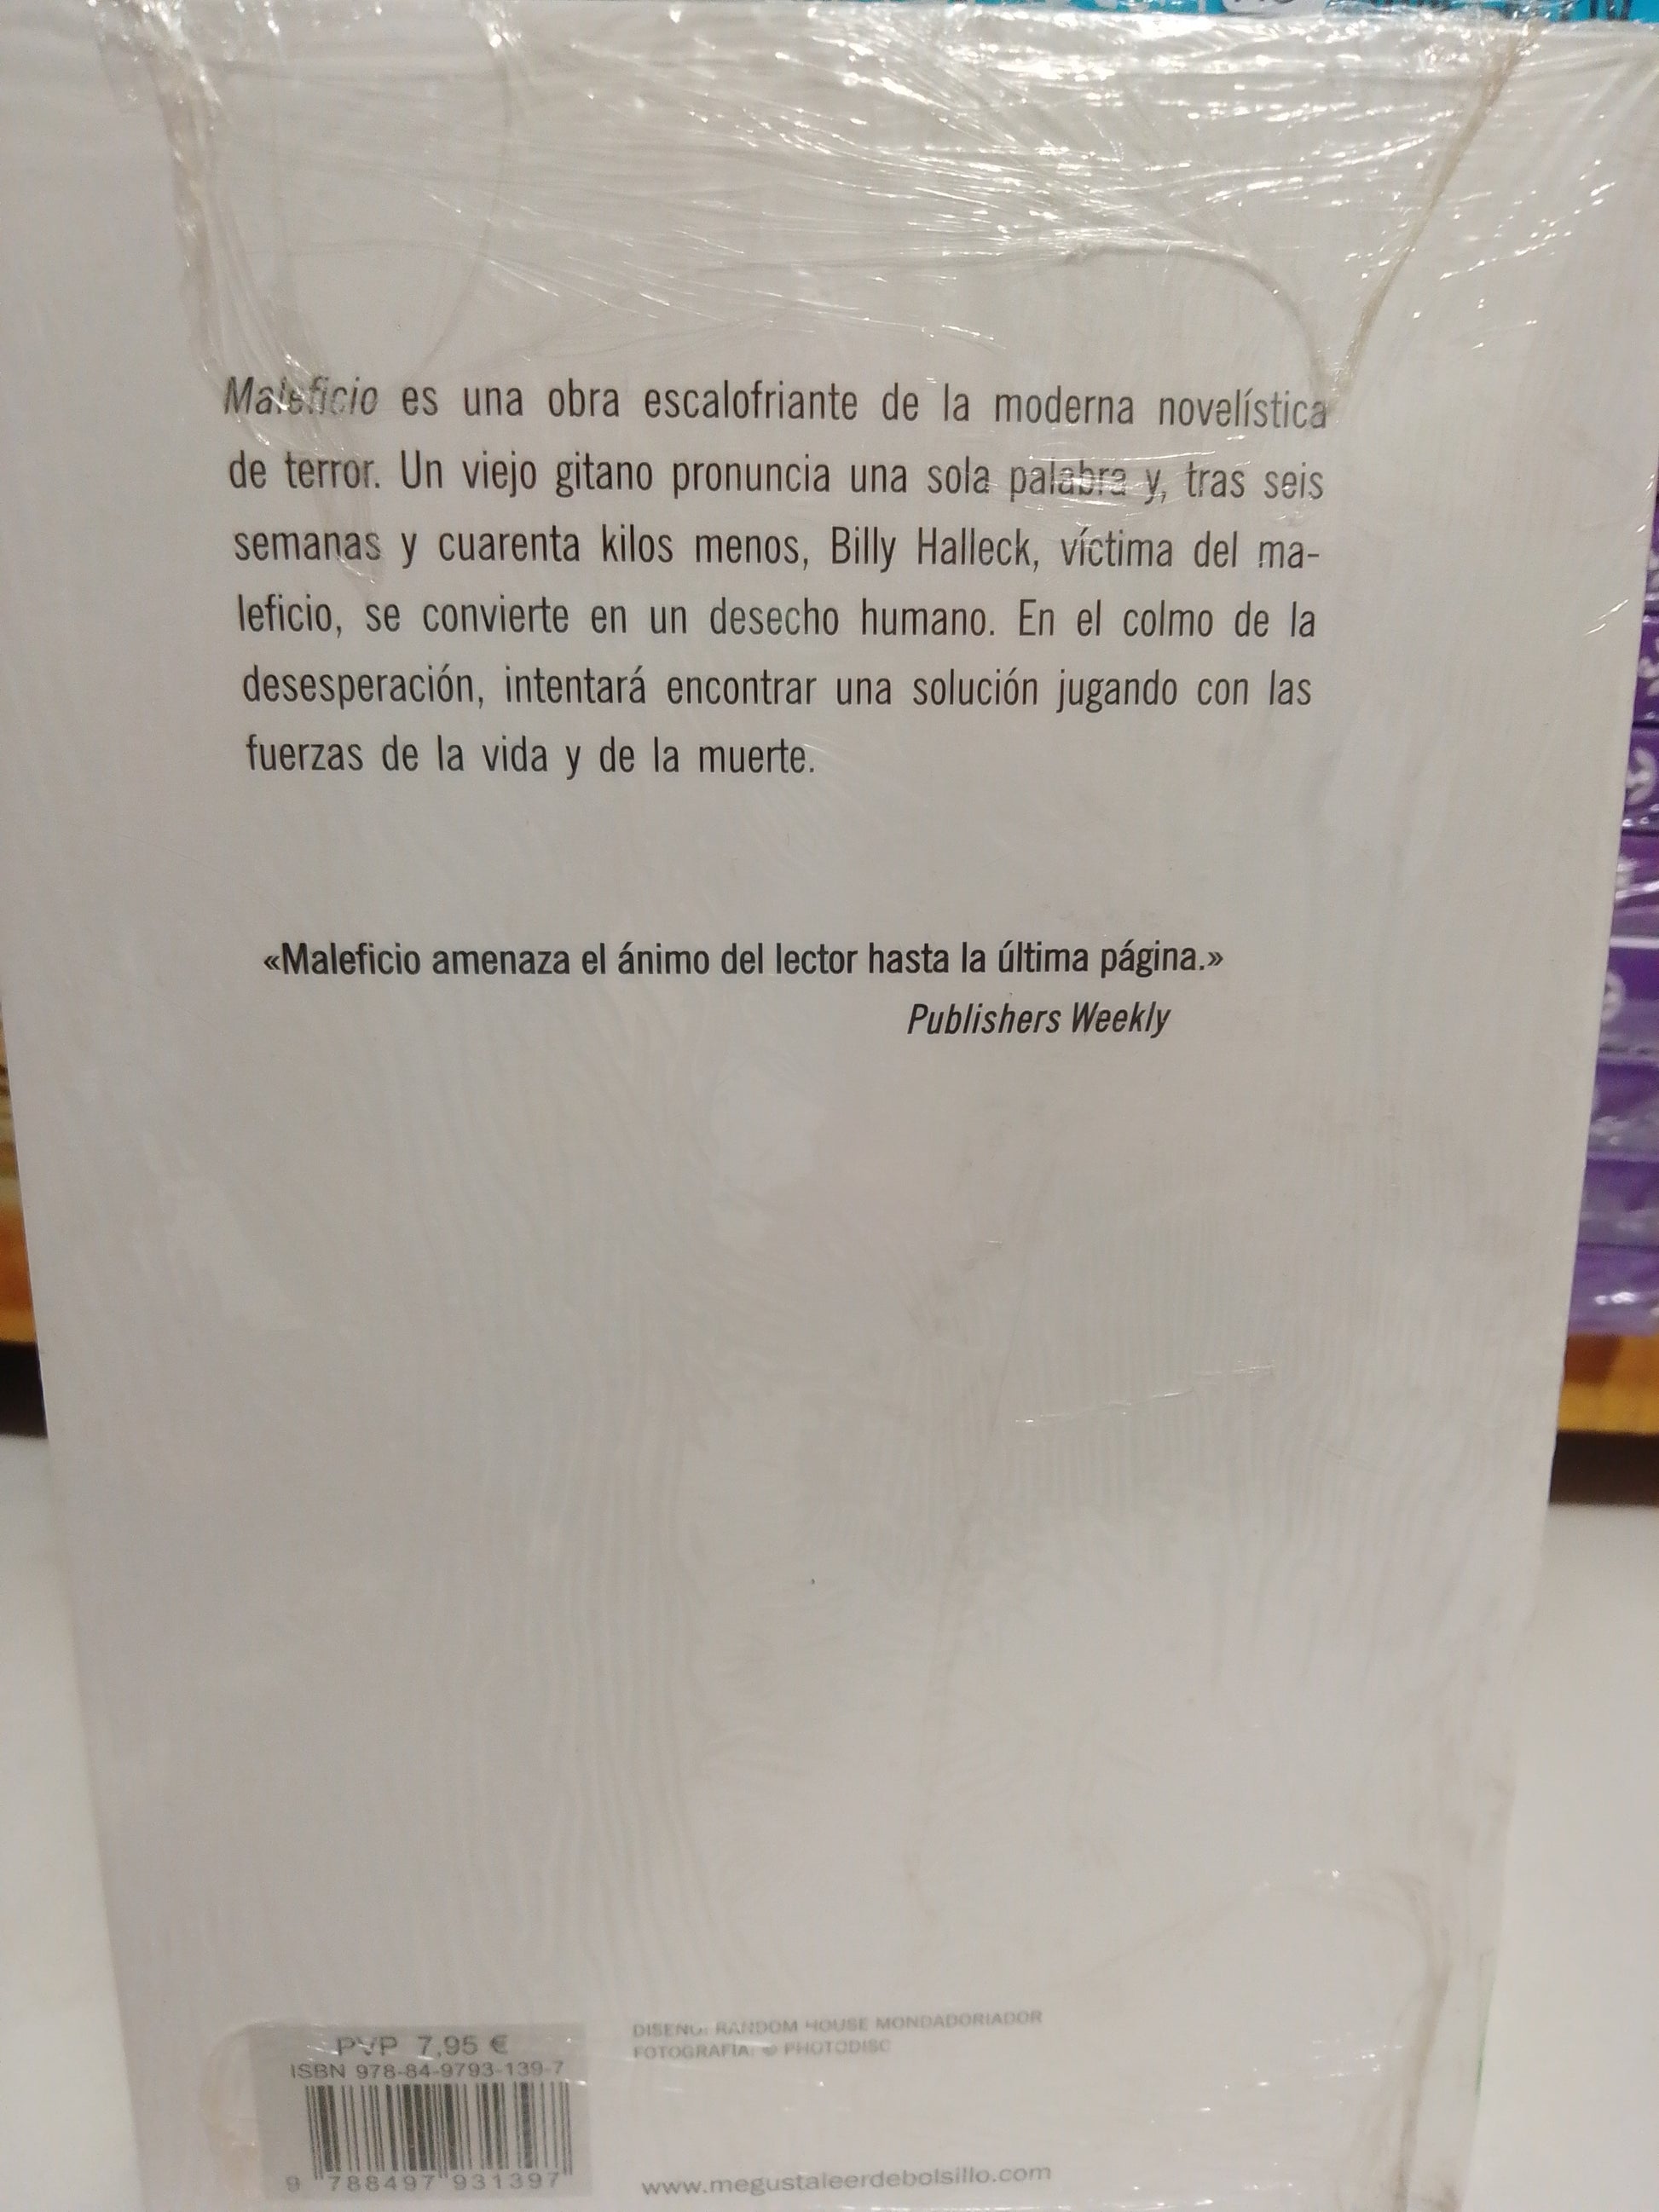 Maleficio es una obra escalofriante de la moderna novelística
de terror. Un viejo gitano pronuncia una sola palabra y, tras seis
semanas y cuarenta kilos menos, Billy Halleck, víctima del ma-
leficio, se convierte en un desecho humano. En el colmo de la
desesperación, intentará encontrar una solución jugando con las
fuerzas de la vida y de la muerte.
«Maleficio amenaza el ánimo del lector hasta la última página.»
Publishers Weekly
PVP 7,95 €
ISBN 978-84-9793-139-7
9 788497 931397
DISEÑO: RANDOM HOUSE MONDADORI/ADOR
FOTOGRAFÍA: © PHOTODISC
www.megustaleerdebolsillo.com